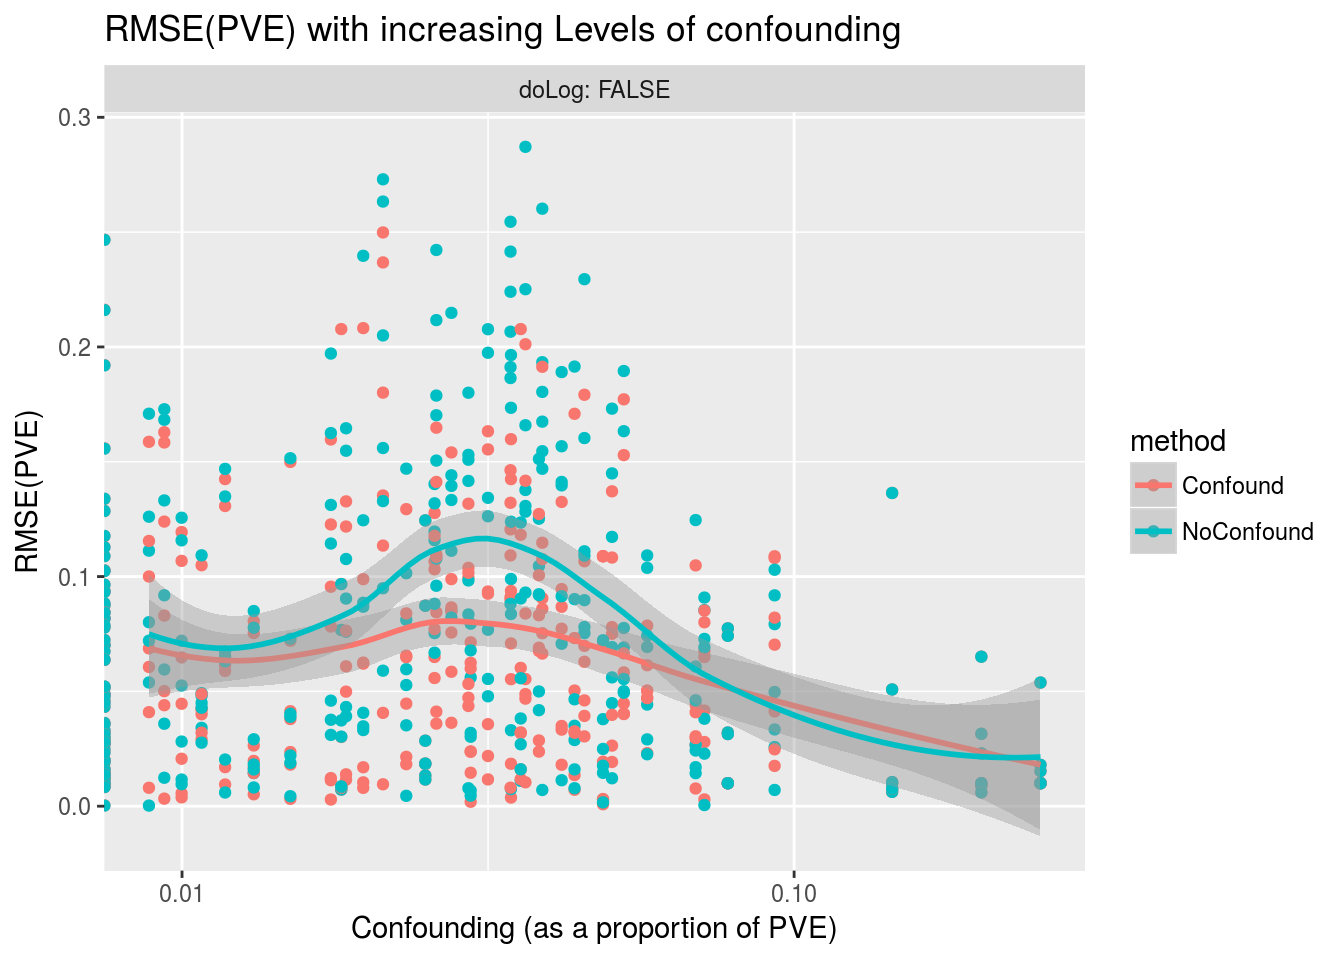 RMSE(PVE) with increasing Levels of confounding
doLog: FALSE
0.3
0.2
0.1
0.0
RMSE(PVE)
0.01
0.10
Confounding (as a proportion of PVE)
method
Confound
NoConfound